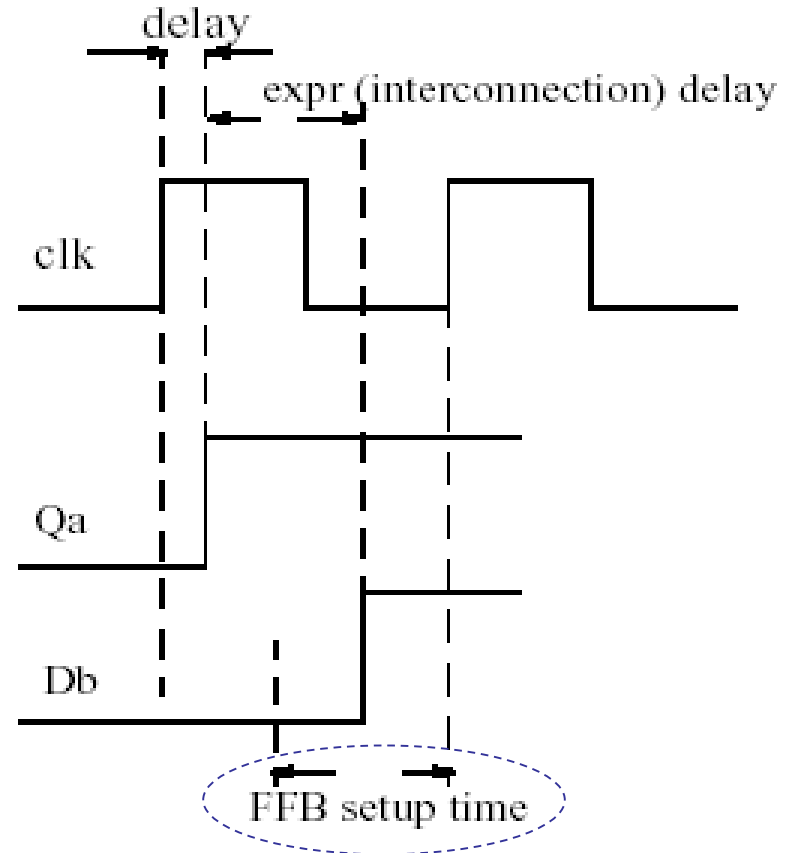 delay
expr (interconnection) delay
clk
Qa
Db
FFB setup time